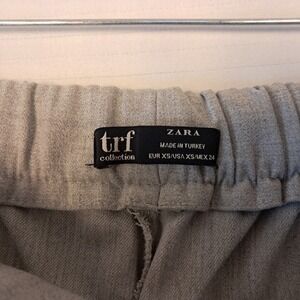 trf
collection
ZARA
MADE IN TURKEY
EUR XS/USA XS/MEX 24